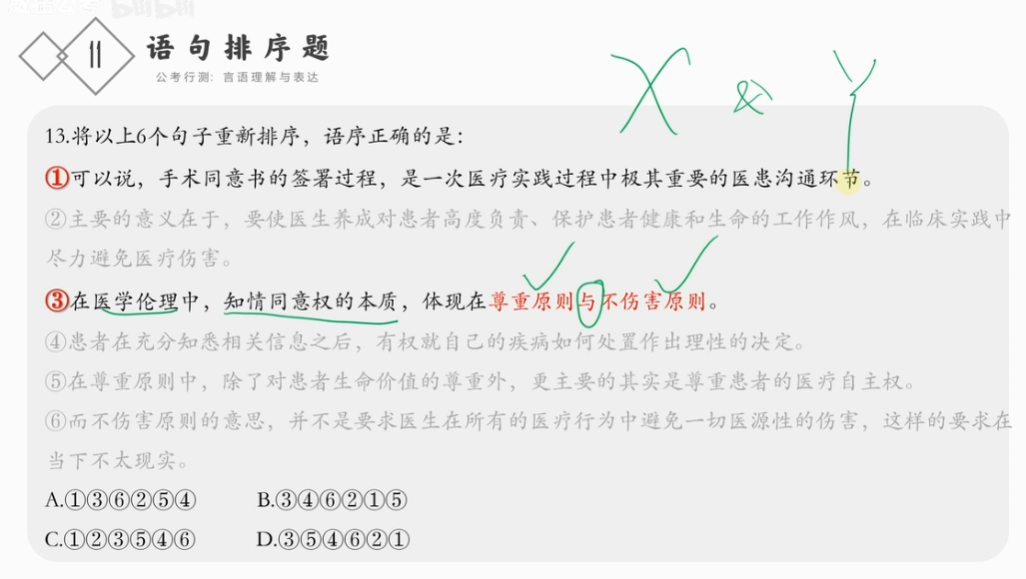 11
语句排序题
公考行测：言语理解与表达
X & Y
13.将以上6个句子重新排序，语序正确的是：
①可以说，手术同意书的签署过程，是一次医疗实践过程中极其重要的医患沟通环节。
②主要的意义在于，要使医生养成对患者高度负责、保护患者健康和生命的工作作风，在临床实践中
尽力避免医疗伤害。
③在医学伦理中，知情同意权的本质，体现在尊重原则与不伤害原则。
④患者在充分知悉相关信息之后，有权就自己的疾病如何处置作出理性的决定。
⑤在尊重原则中，除了对患者生命价值的尊重外，更主要的其实是尊重患者的医疗自主权。
⑥而不伤害原则的意思，并不是要求医生在所有的医疗行为中避免一切医源性的伤害，这样的要求在
当下不太现实。
A.①③⑥②⑤④ B.③④⑥②①⑤
C.①②③⑤④⑥ D.③⑤④⑥②①